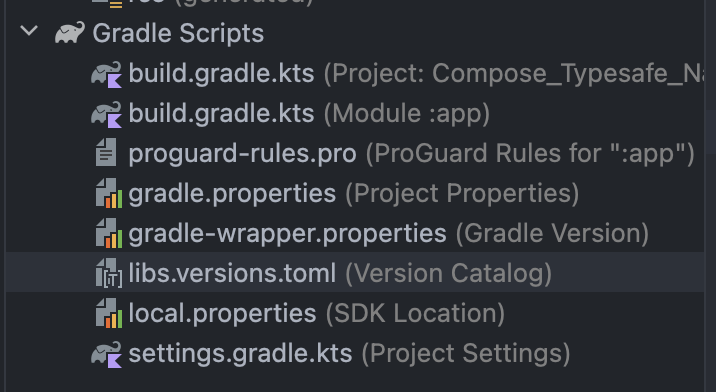 (generated)
Gradle Scripts
build.gradle.kts (Project: Compose_Typesafe_Na
build.gradle.kts (Module :app)
proguard-rules.pro (ProGuard Rules for ":app")
gradle.properties (Project Properties)
gradle-wrapper.properties (Gradle Version)
libs.versions.toml (Version Catalog)
local.properties (SDK Location)
settings.gradle.kts (Project Settings)